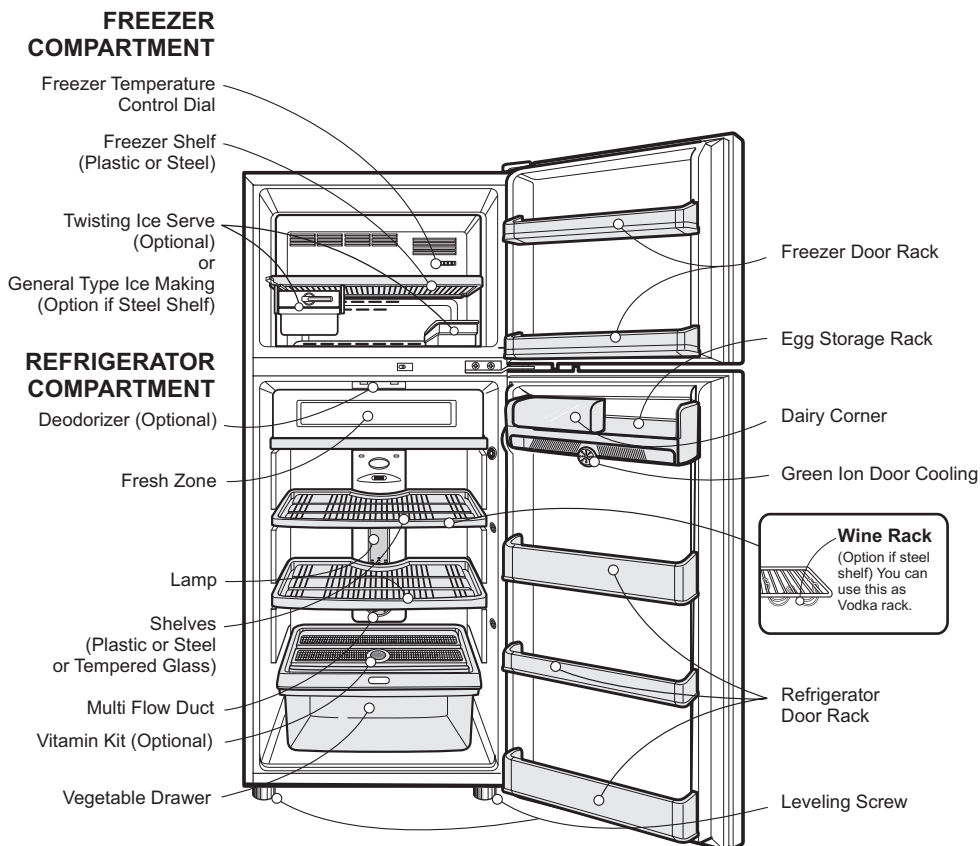 FREEZER
COMPARTMENT
Freezer Temperature
Control Dial
Freezer Shelf
(Plastic or Steel)
Twisting Ice Serve
(Optional)
or
General Type Ice Making
(Option if Steel Shelf)
REFRIGERATOR
COMPARTMENT
Deodorizer (Optional)
Fresh Zone
Lamp
Shelves
(Plastic or Steel
or Tempered Glass)
Multi Flow Duct
Vitamin Kit (Optional)
Vegetable Drawer
Freezer Door Rack
Egg Storage Rack
Dairy Corner
Green Ion Door Cooling
Wine Rack
(Option if steel
shelf) You can
use this as
Vodka rack.
Refrigerator
Door Rack
Leveling Screw